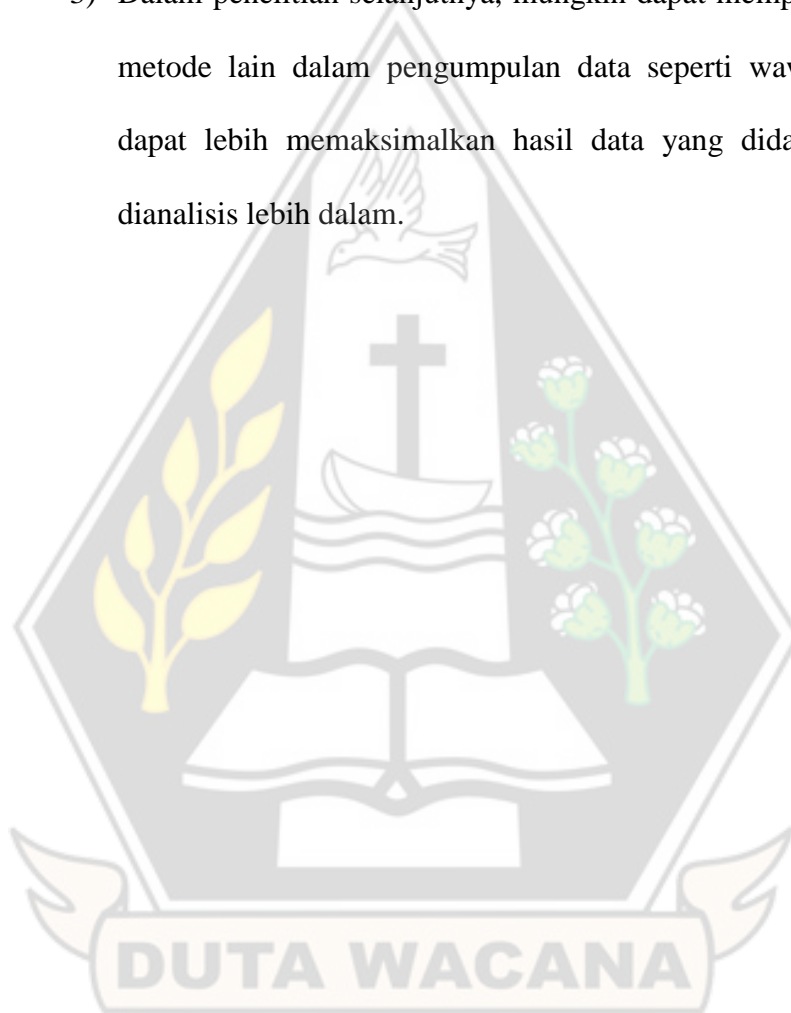 Dalam penelitian selanjutnya, mungkin dapat
metode lain dalam pengumpulan data seperti
dapat lebih memaksimalkan hasil data yang
dianalisis lebih dalam.
DUTA WACANA